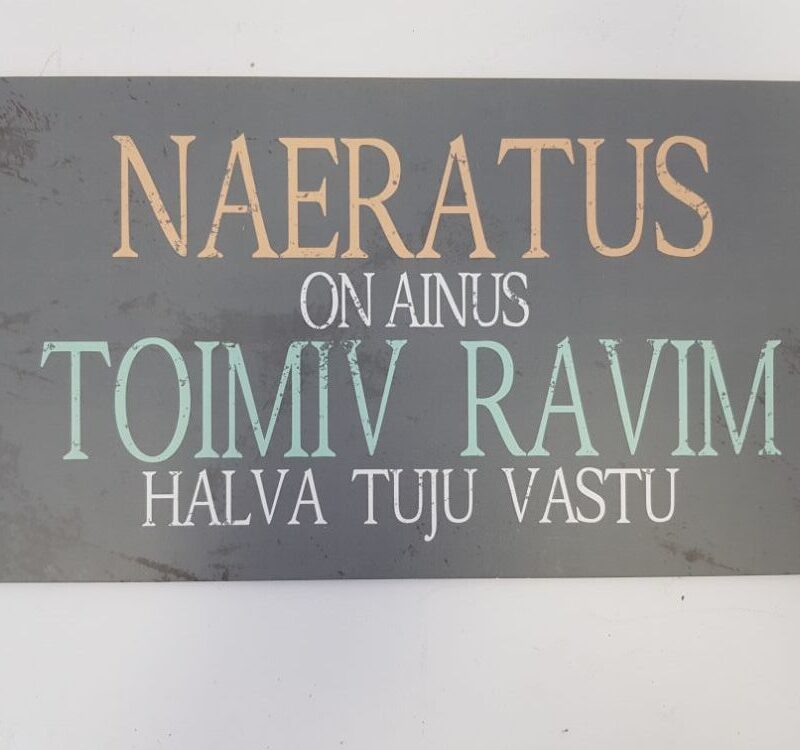 NAERATUS
ON AINUS
TOIMIV RAVIM
HALVA TUJU VASTU